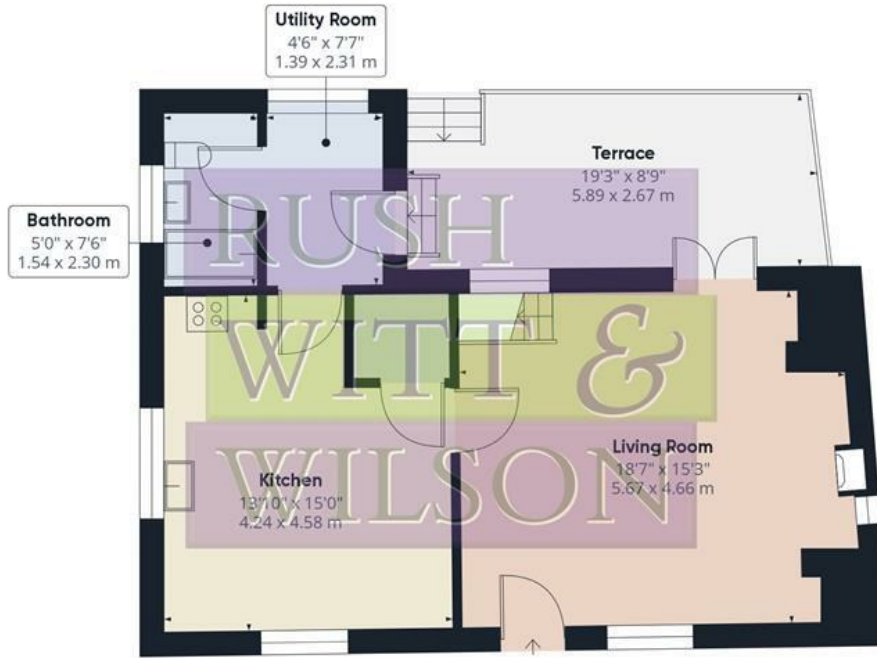 Utility Room
4'6" x 7'7"
1.39 x 2.31 m
Terrace
19'3" x 8'9"
5.89 x 2.67 m
Bathroom
5'0" x 7'6"
1.54 x 2.30 m
RUSH
WITT &
WILSON
Living Room
18'7" x 15'3"
5.67 x 4.66 m
Kitchen
13'10" x 15'0"
4.24 x 4.58 m